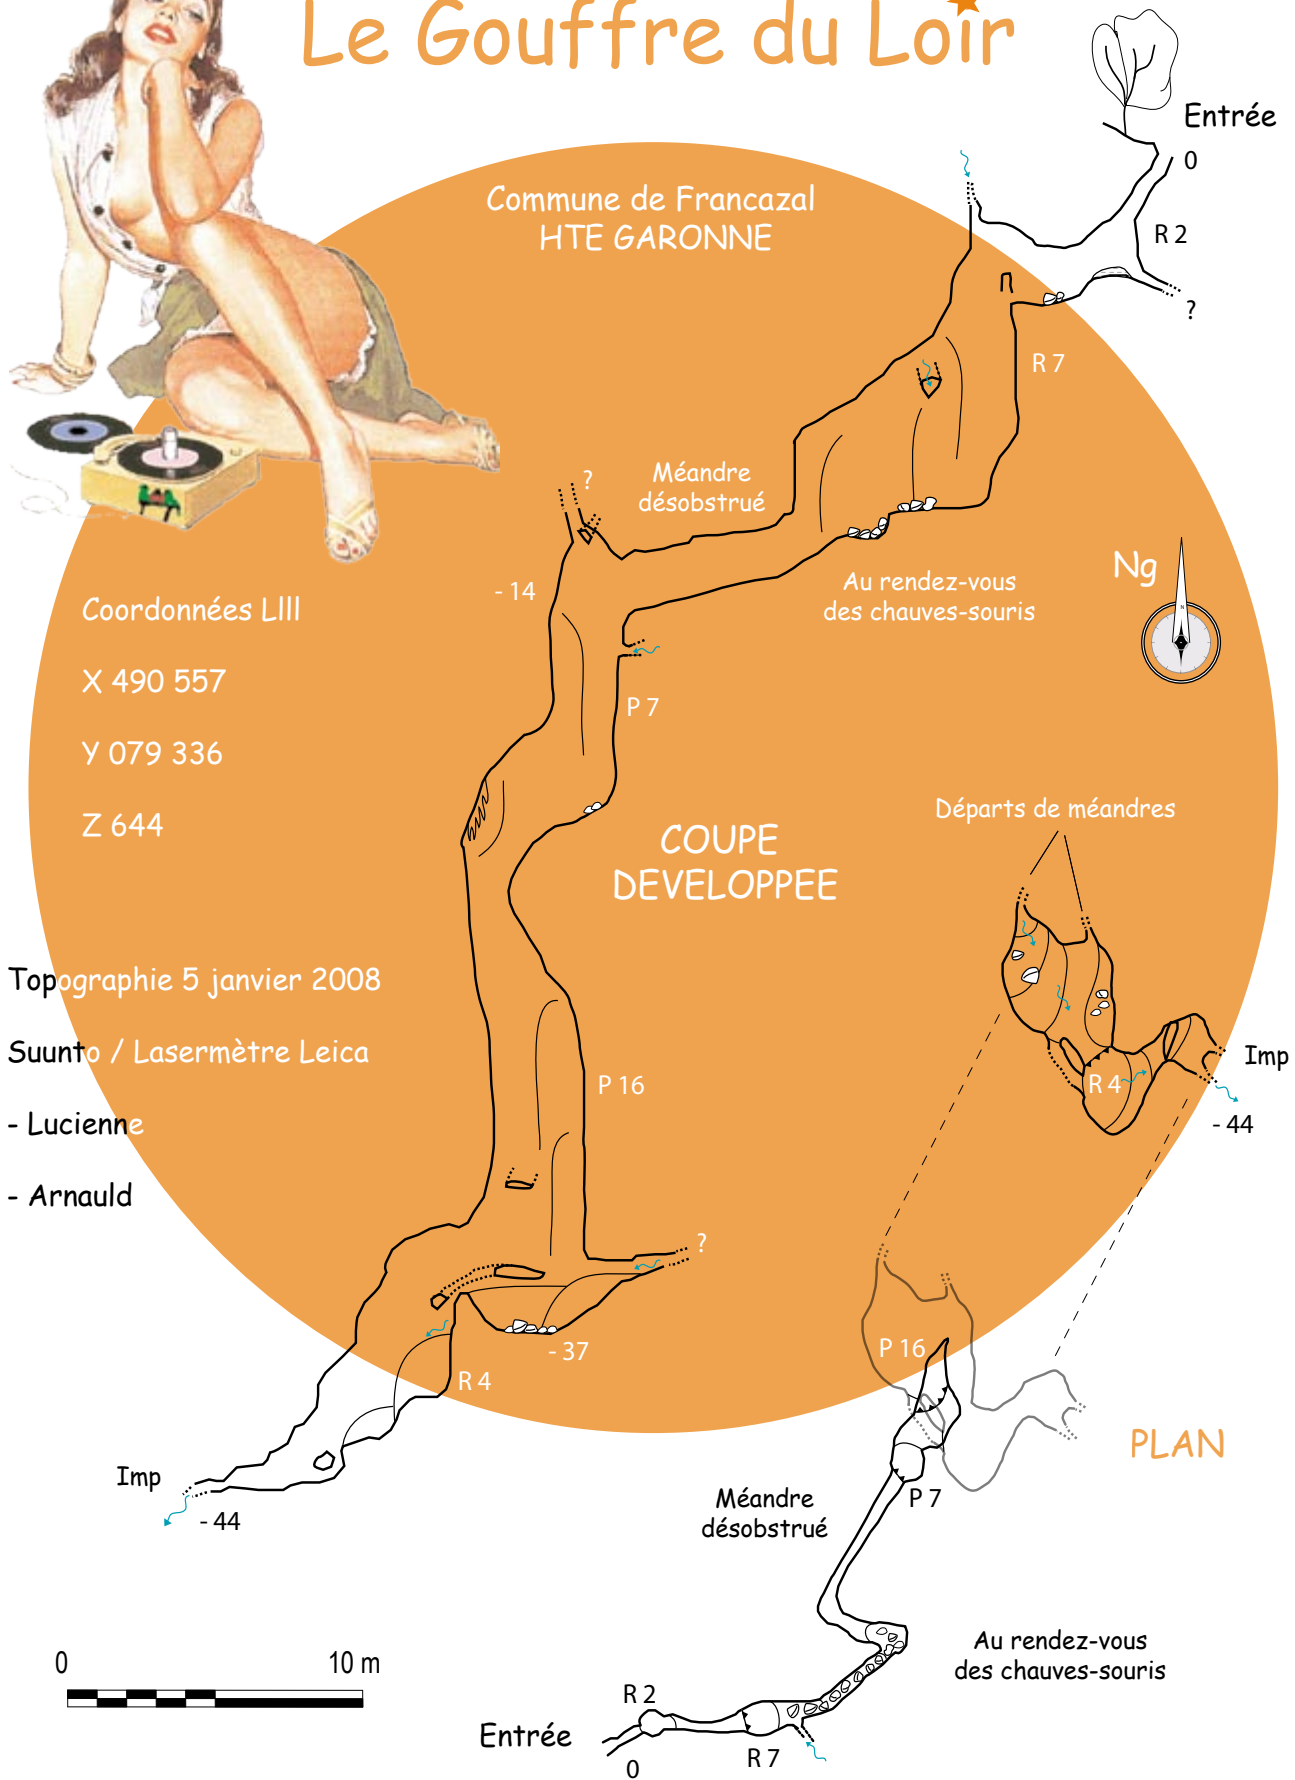 Le Gouffre du Loir
Entrée
0
Commune de Francazal
HTE GARONNE
R 2
?
R 7
Méandre
désobstrué
?
Au rendez-vous
des chauves-souris
Ng
N
- 14
Coordonnées LIII
X 490 557
Y 079 336
Z 644
P 7
COUPE
DEVELOPPEE
Départs de méandres
Topographie 5 janvier 2008
Suunto / Lasermètre Leica
- Lucienne
- Arnauld
P 16
R 4
Imp
- 44
?
- 37
R 4
Imp
- 44
P 16
PLAN
P 7
Méandre
désobstrué
Au rendez-vous
des chauves-souris
0 10 m
R 2
Entrée
0
R 7